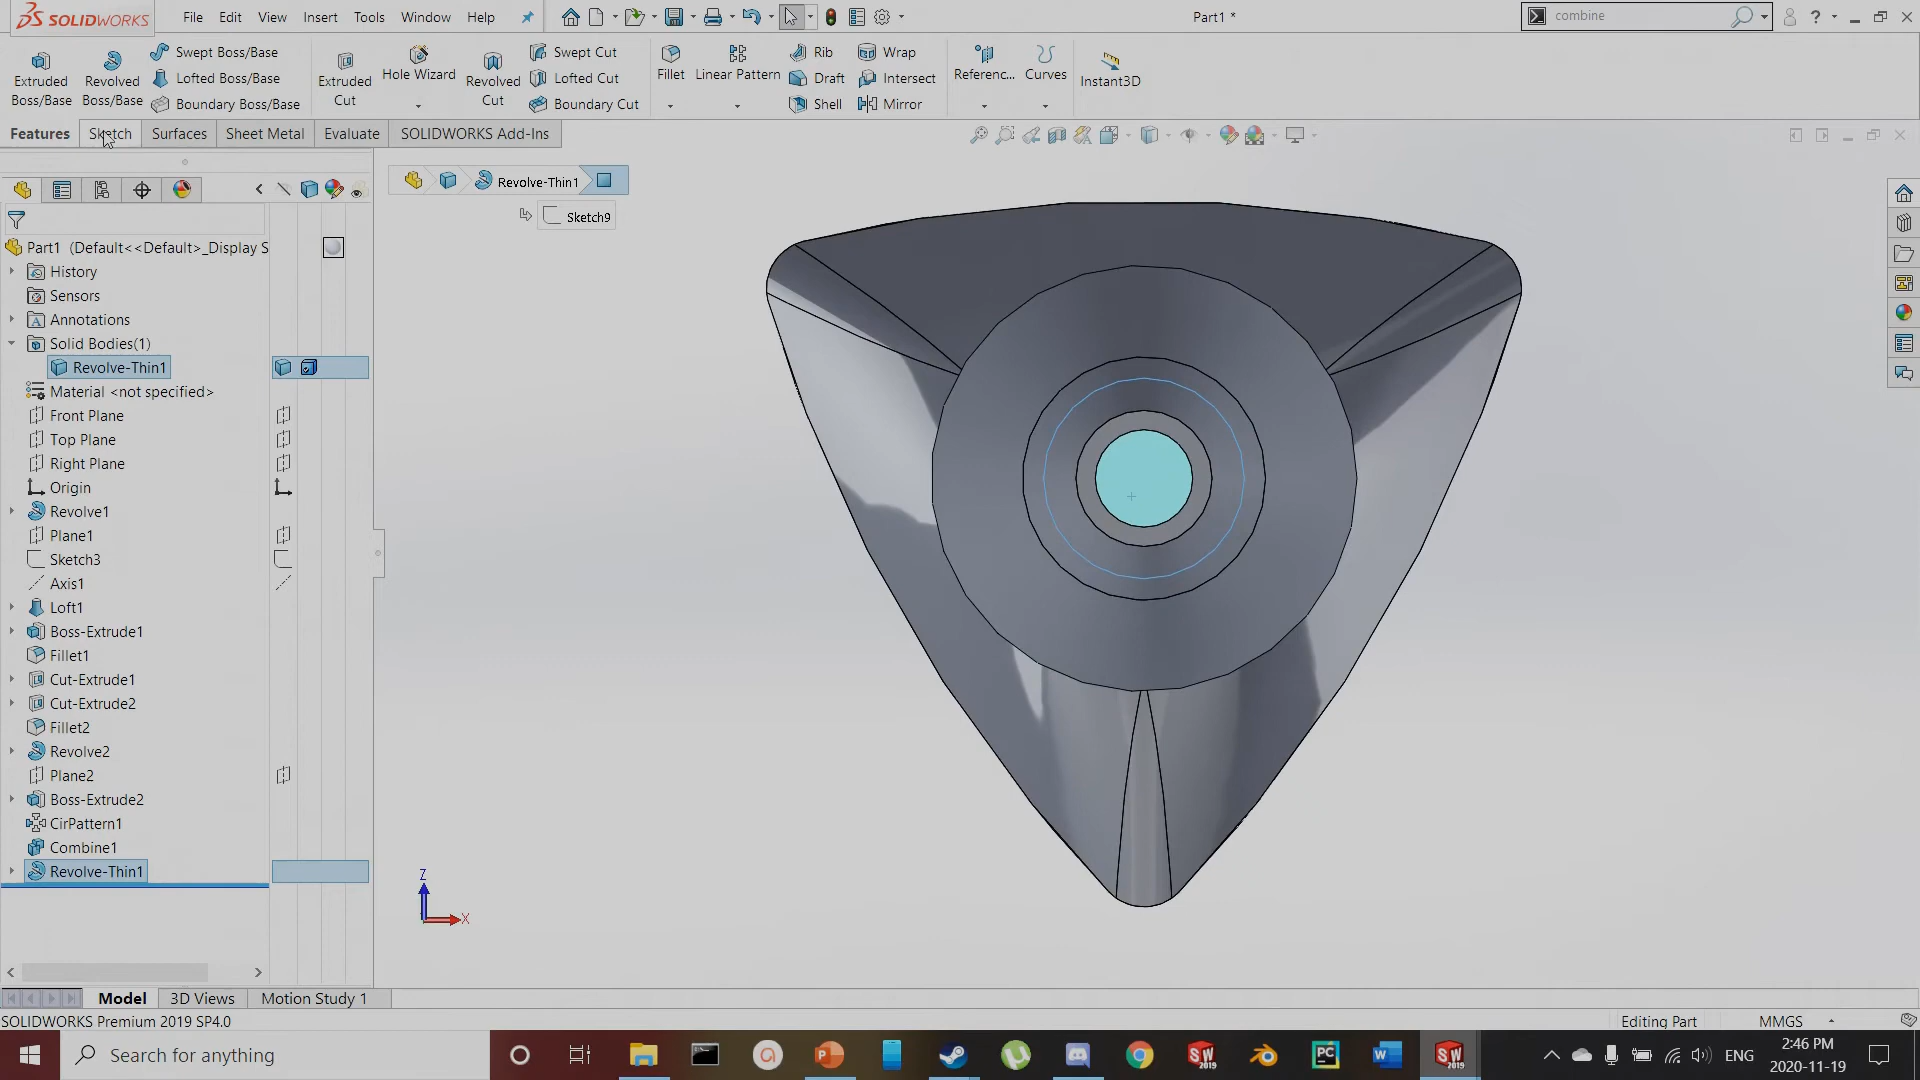 SOLIDWORKS File Edit View Insert Tools Window Help Part1 * combine
Extruded Boss/Base
Revolved Boss/Base
Swept Boss/Base
Lofted Boss/Base
Boundary Boss/Base
Extruded Cut
Hole Wizard
Revolved Cut
Swept Cut
Lofted Cut
Boundary Cut
Fillet
Linear Pattern
Rib
Draft
Shell
Wrap
Intersect
Mirror
Referenc...
Curves
Instant3D
Features Sketch Surfaces Sheet Metal Evaluate SOLIDWORKS Add-Ins
Revolve-Thin1
Sketch9
Part1 (Default<<Default>_Display S
History
Sensors
Annotations
Solid Bodies(1)
Revolve-Thin1
Material <not specified>
Front Plane
Top Plane
Right Plane
Origin
Revolve1
Plane1
Sketch3
Axis1
Loft1
Boss-Extrude1
Fillet1
Cut-Extrude1
Cut-Extrude2
Fillet2
Revolve2
Plane2
Boss-Extrude2
CirPattern1
Combine1
Revolve-Thin1
Z
X
Model 3D Views Motion Study 1
SOLIDWORKS Premium 2019 SP4.0 Editing Part MMGS
Search for anything
SW 2019
PC
W
SW 2019
ENG
2:46 PM
2020-11-19